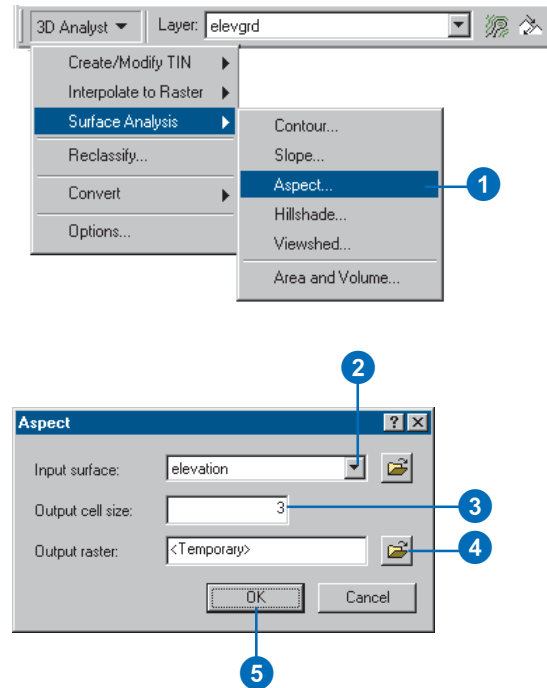 3D Analyst Layer: elevgrd
Create/Modify TIN
Interpolate to Raster
Surface Analysis
Reclassify...
Convert
Options...
Contour...
Slope...
Aspect...
Hillshade...
Viewshed...
Area and Volume...
1
2
Aspect ? X
Input surface: elevation
Output cell size: 3
3
Output raster: <Temporary>
4
OK Cancel
5